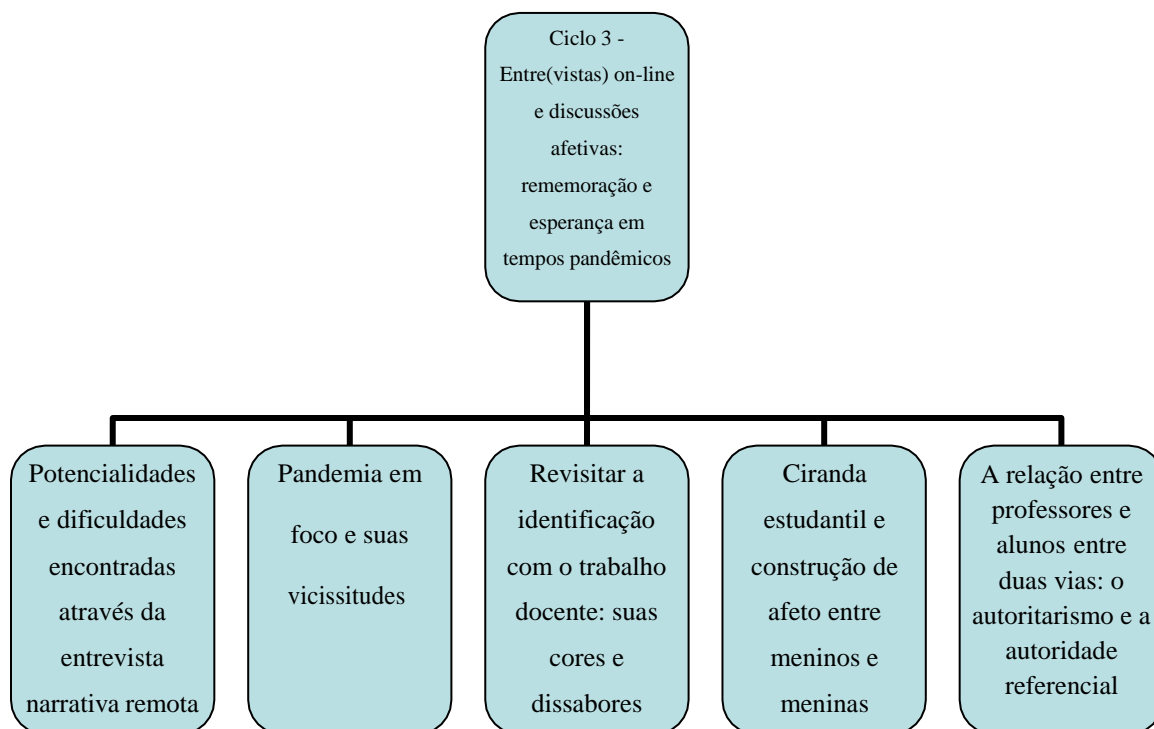 Ciclo 3 -
Entre(vistas) on-line
e discussões
afetivas:
rememoração e
esperança em
tempos pandêmicos
Potencialidades
e dificuldades
encontradas
através da
entrevista
narrativa remota
Pandemia em
foco e suas
vicissitudes
Revisitar a
identificação
com o trabalho
docente: suas
cores e
dissabores
Ciranda
estudantil e
construção de
afeto entre
meninos e
meninas
A relação entre
professores e
alunos entre
duas vias: o
autoritarismo e a
autoridade
referencial